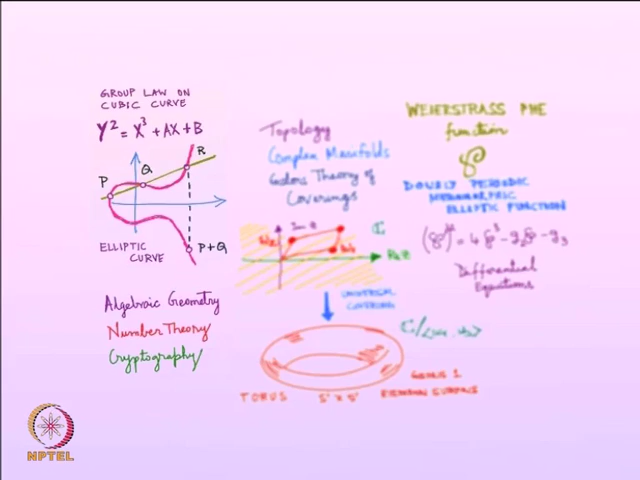 GROUP LAW ON
CUBIC CURVE
Y² = X³ + AX + B
R
Q
P
ELLIPTIC
CURVE
P+Q
Algebraic Geometry
Number Theory
Cryptography
Topology
Complex Manifolds
Galois Theory of
Coverings
Im z
ℂ
Re z
UNIVERSAL
COVERING
TORUS S¹ × S¹
GENUS 1
RIEMANN SURFACE
WEIERSTRASS PHE
function
℘
DOUBLY PERIODIC
MEROMORPHIC
ELLIPTIC FUNCTION
= 4℘³ - g₂℘ - g₃
Differential
Equations
NPTEL